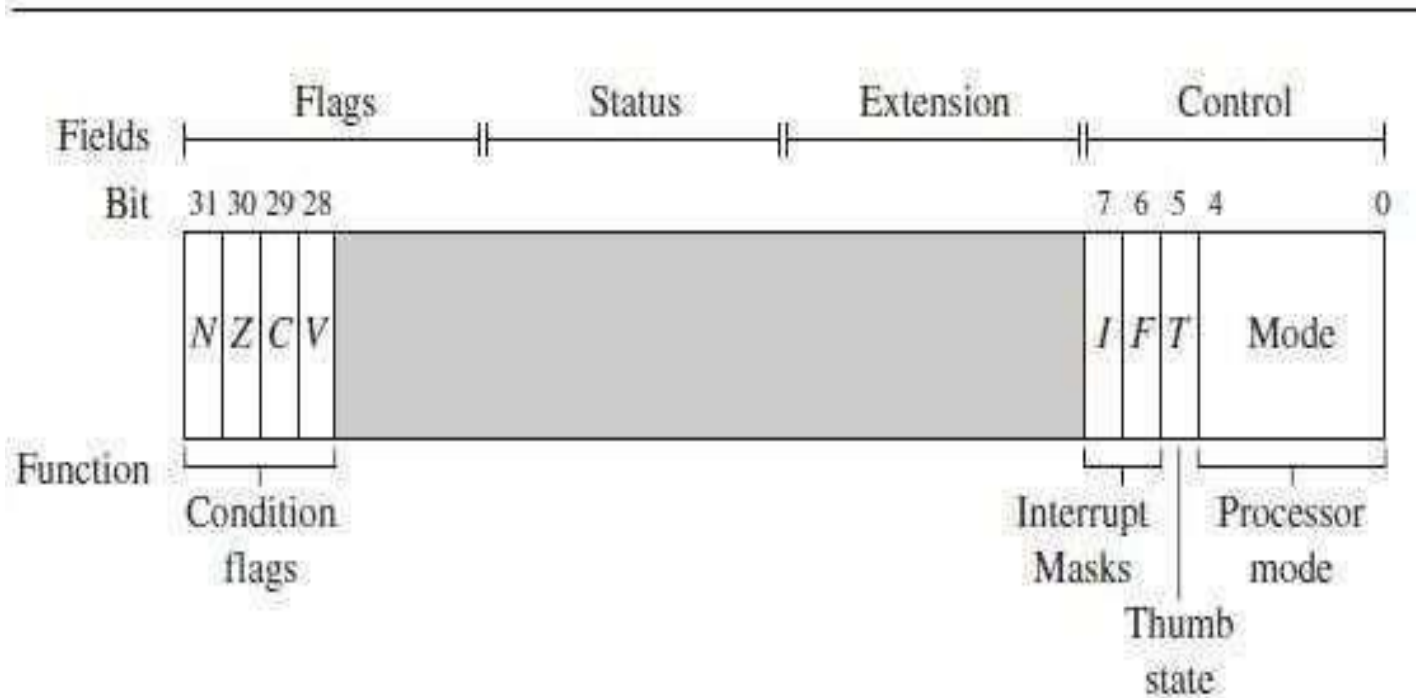 Flags Status Extension Control
Fields
Bit 31 30 29 28 7 6 5 4 0
N Z C V I F T Mode
Function
Condition
flags
Interrupt
Masks
Processor
mode
Thumb
state